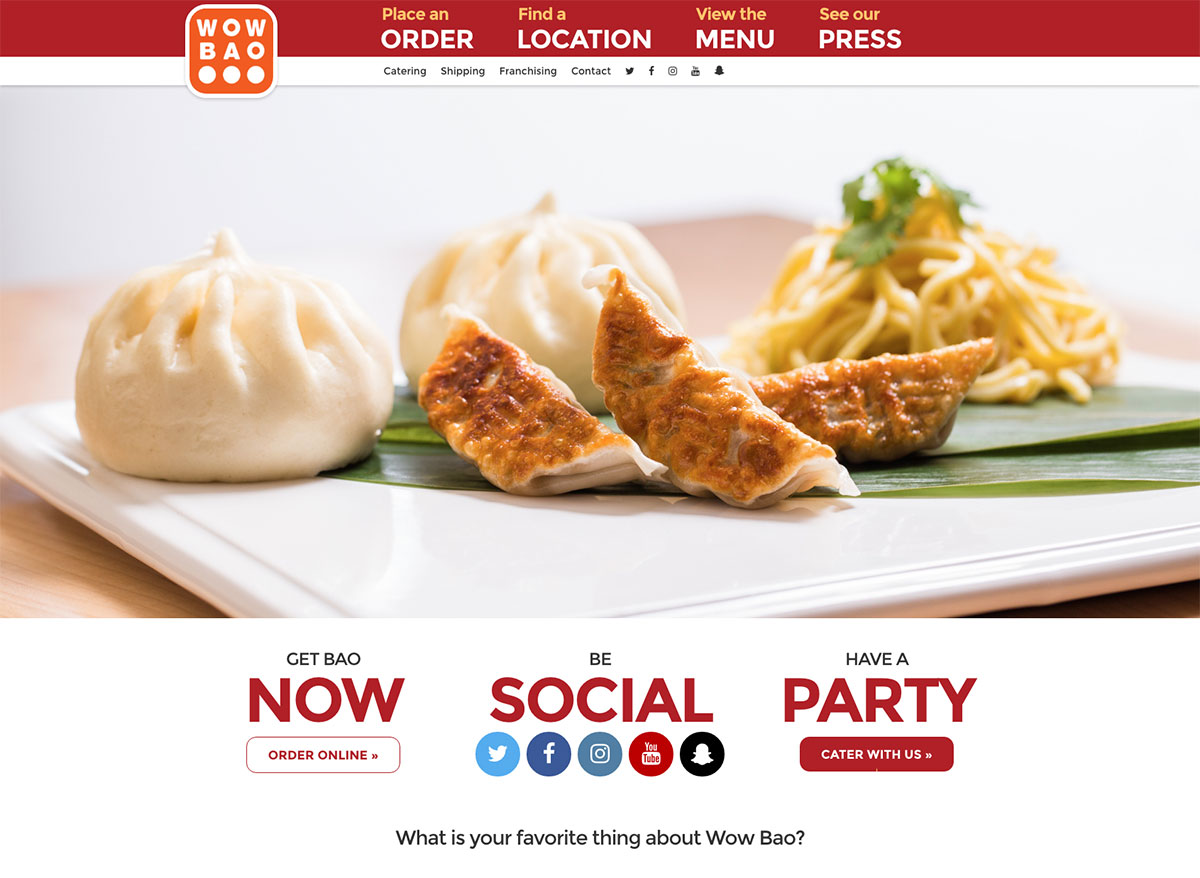 WOW
BAO
Place an
ORDER
Find a
LOCATION
View the
MENU
See our
PRESS
Catering Shipping Franchising Contact
GET BAO
NOW
ORDER ONLINE »
BE
SOCIAL
You
Tube
HAVE A
PARTY
CATER WITH US »
What is your favorite thing about Wow Bao?